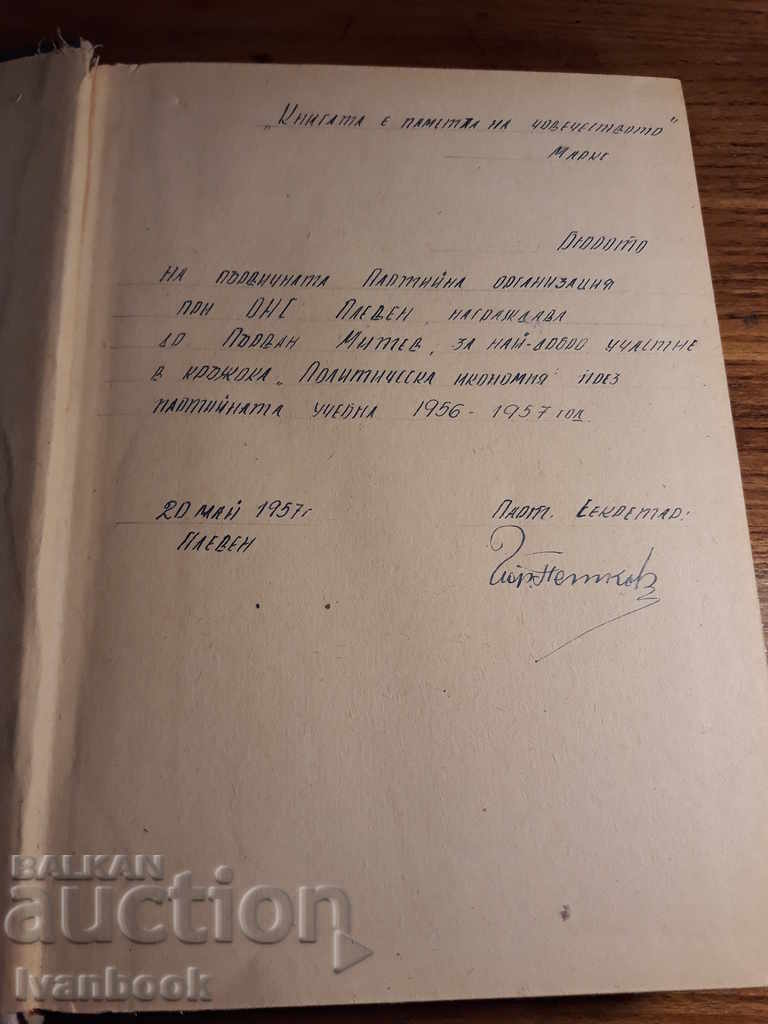 „Книгата е паметта на човечеството"
Маркс
Бюрото
на първичната Партийна организация
при ОНС Плевен, награждава
др Първан Митев, за най-добро участие
в кръжока „Политическа икономия" през
партийната учебна 1956-1957 год.
20 май 1957 г
Плевен
Парт. Секретар:
Петков
BALKAN
auction
Ivanbook